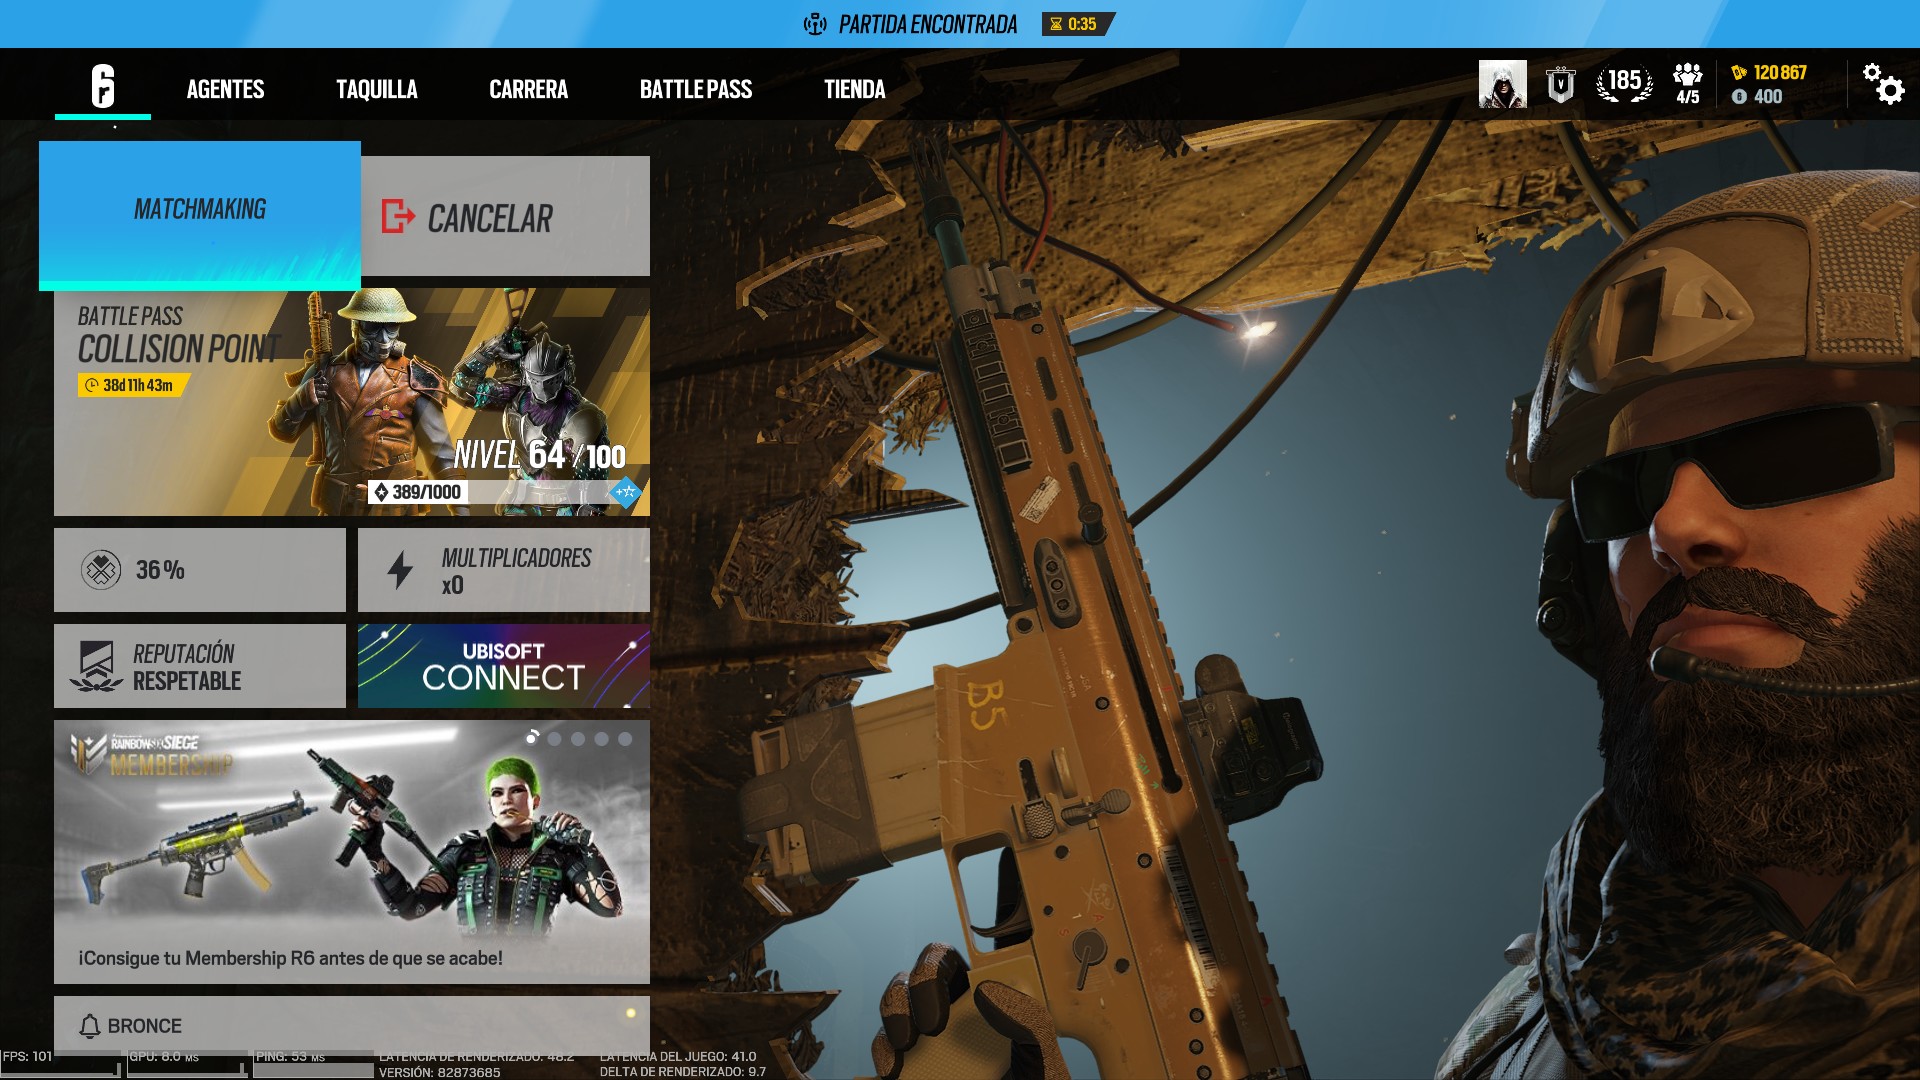 PARTIDA ENCONTRADA 0:35
AGENTES TAQUILLA CARRERA BATTLE PASS TIENDA
185
4/5
120 867
400
MATCHMAKING
CANCELAR
BATTLE PASS
COLLISION POINT
38d 11h 43m
NIVEL 64 / 100
389/1000
36 %
MULTIPLICADORES
x0
REPUTACIÓN
RESPETABLE
UBISOFT
CONNECT
RAINBOW SIX SIEGE
MEMBERSHIP
¡Consigue tu Membership R6 antes de que se acabe!
BRONCE
B5
FPS: 101 GPU: 8.0 MS PING: 53 MS LATENCIA DE RENDERIZADO: 48.2 LATENCIA DEL JUEGO: 41.0
VERSIÓN: 82873685 DELTA DE RENDERIZADO: 9.7